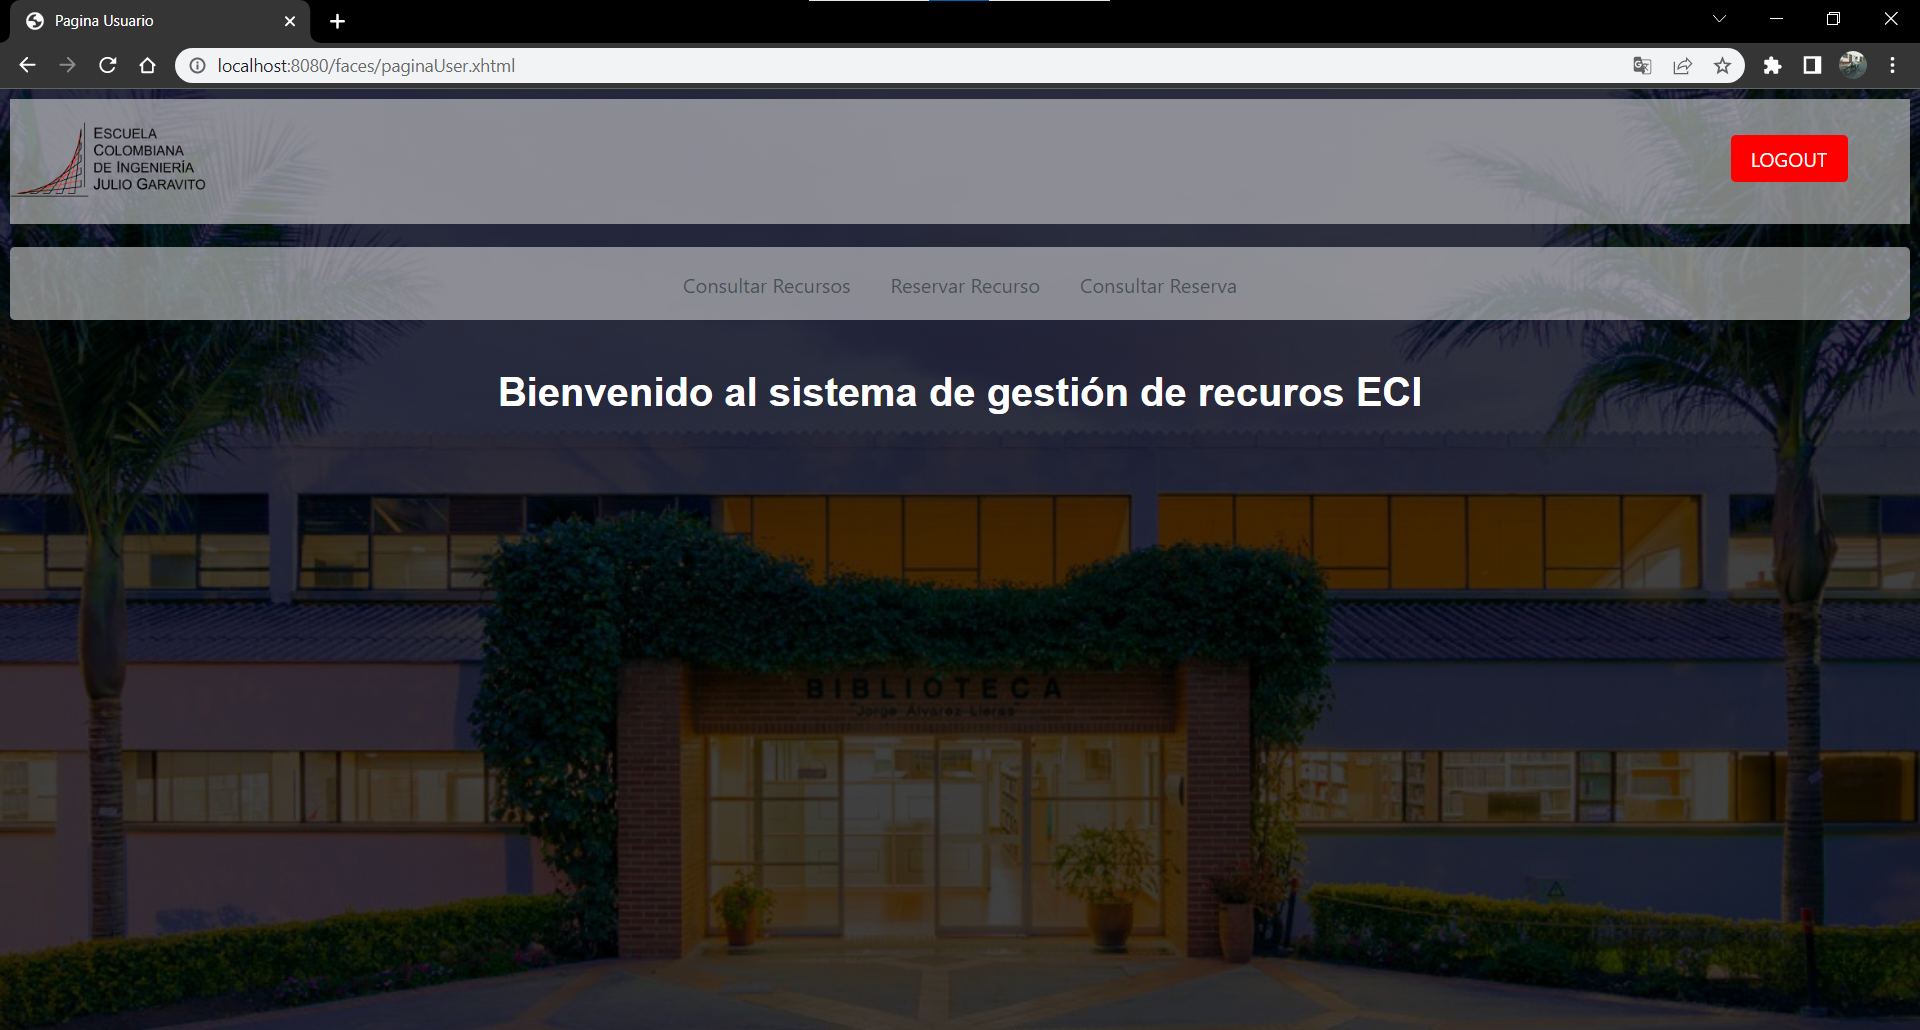 Pagina Usuario
localhost:8080/faces/paginaUser.xhtml
ESCUELA
COLOMBIANA
DE INGENIERÍA
JULIO GARAVITO
LOGOUT
Consultar Recursos
Reservar Recurso
Consultar Reserva
Bienvenido al sistema de gestión de recuros ECI
BIBLIOTECA
"Jorge Álvarez Lleras"